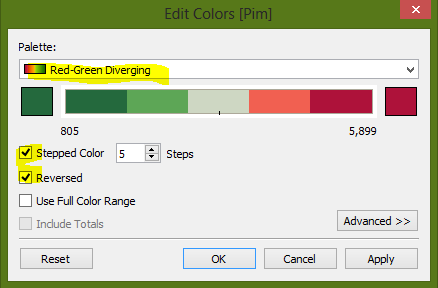 Edit Colors [Pim]
Palette:
Red-Green Diverging
805 5,899
Stepped Color 5 Steps
Reversed
Use Full Color Range
Include Totals
Advanced >>
Reset OK Cancel Apply